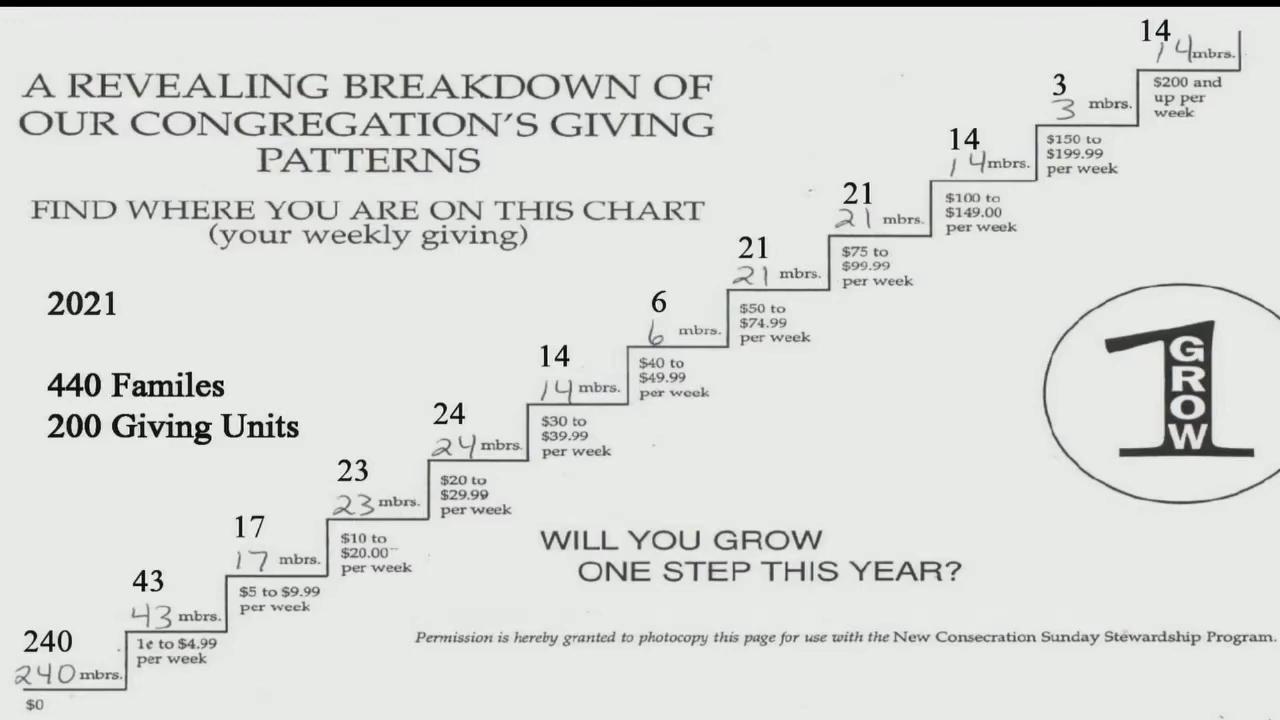 A REVEALING BREAKDOWN OF
OUR CONGREGATION'S GIVING
PATTERNS
FIND WHERE YOU ARE ON THIS CHART
(your weekly giving)
2021
440 Familes
200 Giving Units
240
240 mbrs.
$0
43
43 mbrs.
1¢ to $4.99
per week
17
17 mbrs.
$5 to $9.99
per week
23
23 mbrs.
$10 to
$20.00
per week
24
24 mbrs.
$20 to
$29.99
per week
14
14 mbrs.
$30 to
$39.99
per week
6
6 mbrs.
$40 to
$49.99
per week
21
21 mbrs.
$50 to
$74.99
per week
21
21 mbrs.
$75 to
$99.99
per week
14
14 mbrs.
$100 to
$149.00
per week
3
3 mbrs.
$150 to
$199.99
per week
14
14 mbrs.
$200 and
up per
week
1
GROW
WILL YOU GROW
ONE STEP THIS YEAR?
Permission is hereby granted to photocopy this page for use with the New Consecration Sunday Stewardship Program.